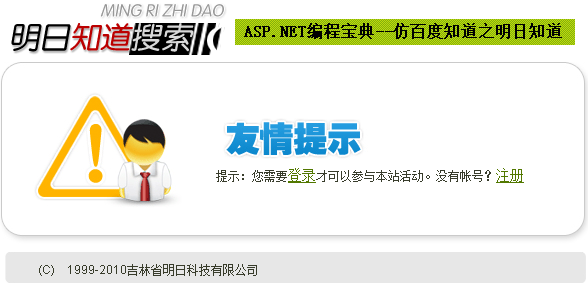 MING RI ZHI DAO
明日知道搜索
ASP.NET编程宝典--仿百度知道之明日知道
友情提示
提示：您需要登录才可以参与本站活动。没有帐号？注册
(C) 1999-2010吉林省明日科技有限公司